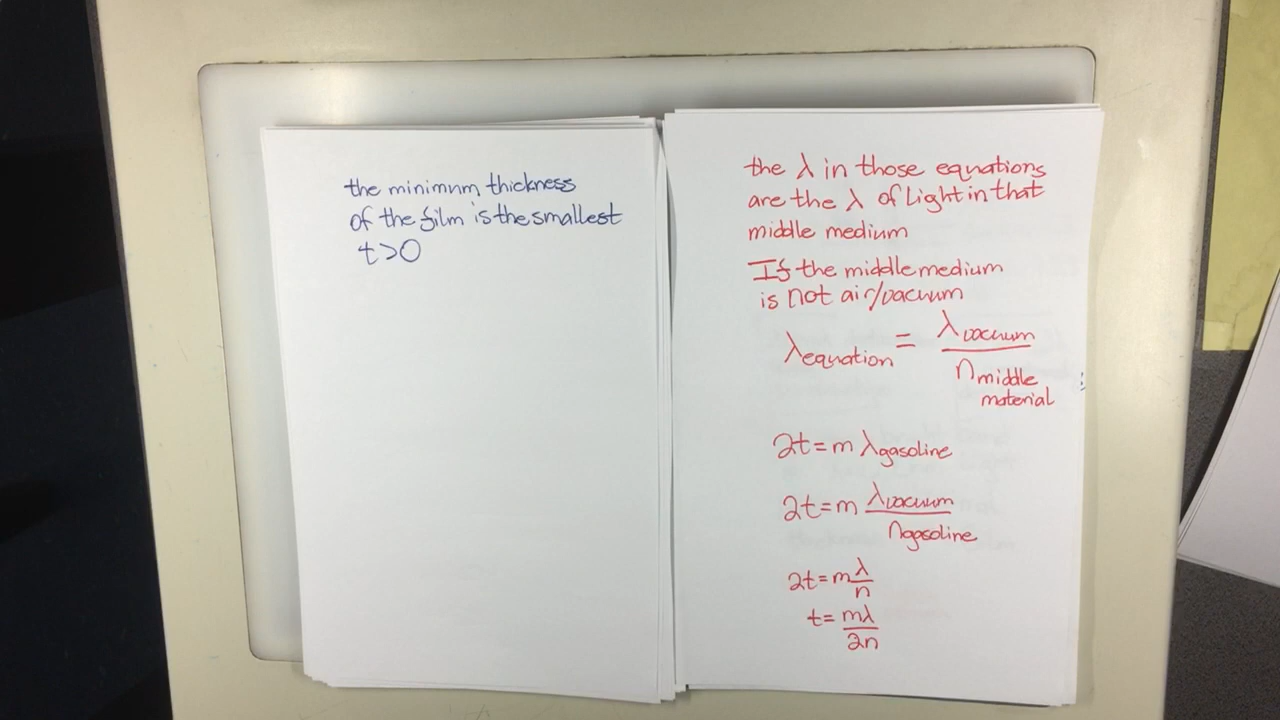 the minimum thickness
of the film is the smallest
t>0
the λ in those equations
are the λ of light in that
middle medium
If the middle medium
is not air/vacuum
λequation = λvacuum / nmiddle material
2t = m λgasoline
2t = m λvacuum / ngasoline
2t = m λ/n
t = mλ/2n